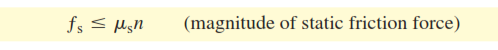 fₛ ≤ μₛn (magnitude of static friction force)